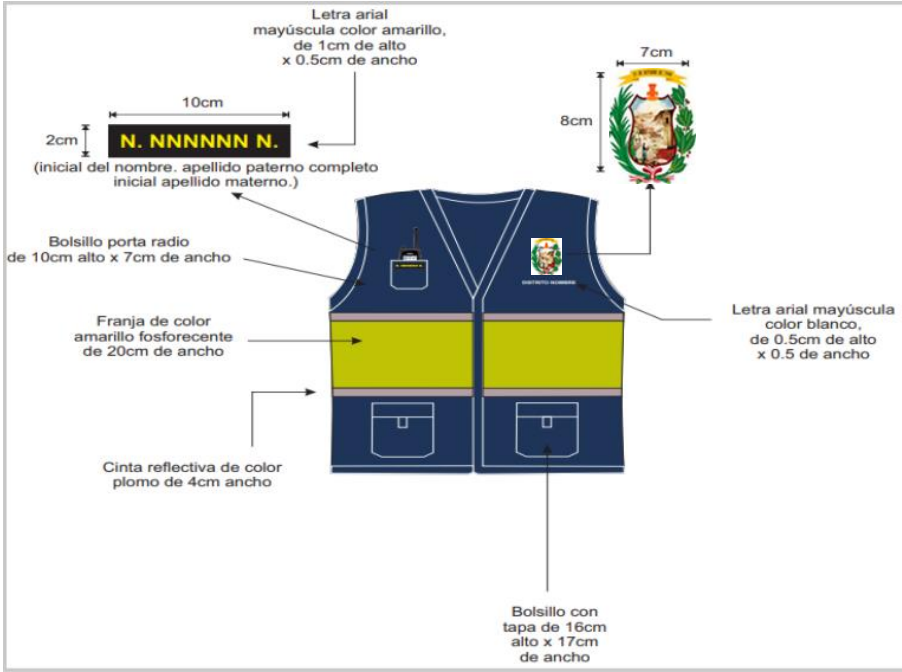 Letra arial
mayúscula color amarillo,
de 1cm de alto
x 0.5cm de ancho
7cm
8cm
10cm
2cm
N. NNNNNN N.
(inicial del nombre. apellido paterno completo
inicial apellido materno.)
Bolsillo porta radio
de 10cm alto x 7cm de ancho
DISTRITO NOMBRE
Franja de color
amarillo fosforecente
de 20cm de ancho
Letra arial mayúscula
color blanco,
de 0.5cm de alto
x 0.5 de ancho
Cinta reflectiva de color
plomo de 4cm ancho
Bolsillo con
tapa de 16cm
alto x 17cm
de ancho